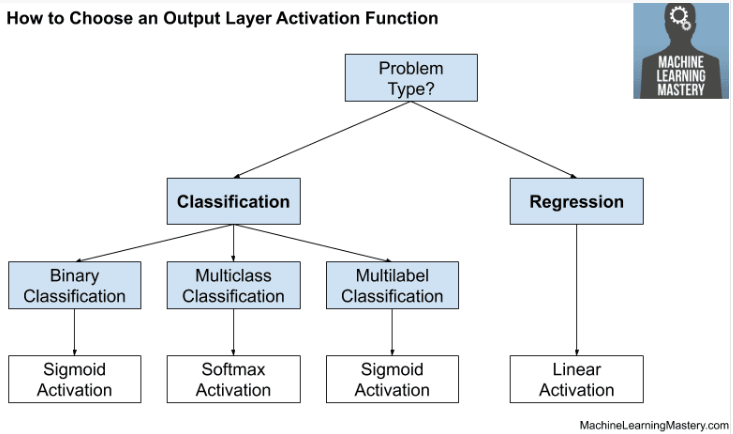 How to Choose an Output Layer Activation Function
MACHINE
LEARNING
MASTERY
Problem
Type?
Classification
Regression
Binary
Classification
Multiclass
Classification
Multilabel
Classification
Sigmoid
Activation
Softmax
Activation
Sigmoid
Activation
Linear
Activation
MachineLearningMastery.com